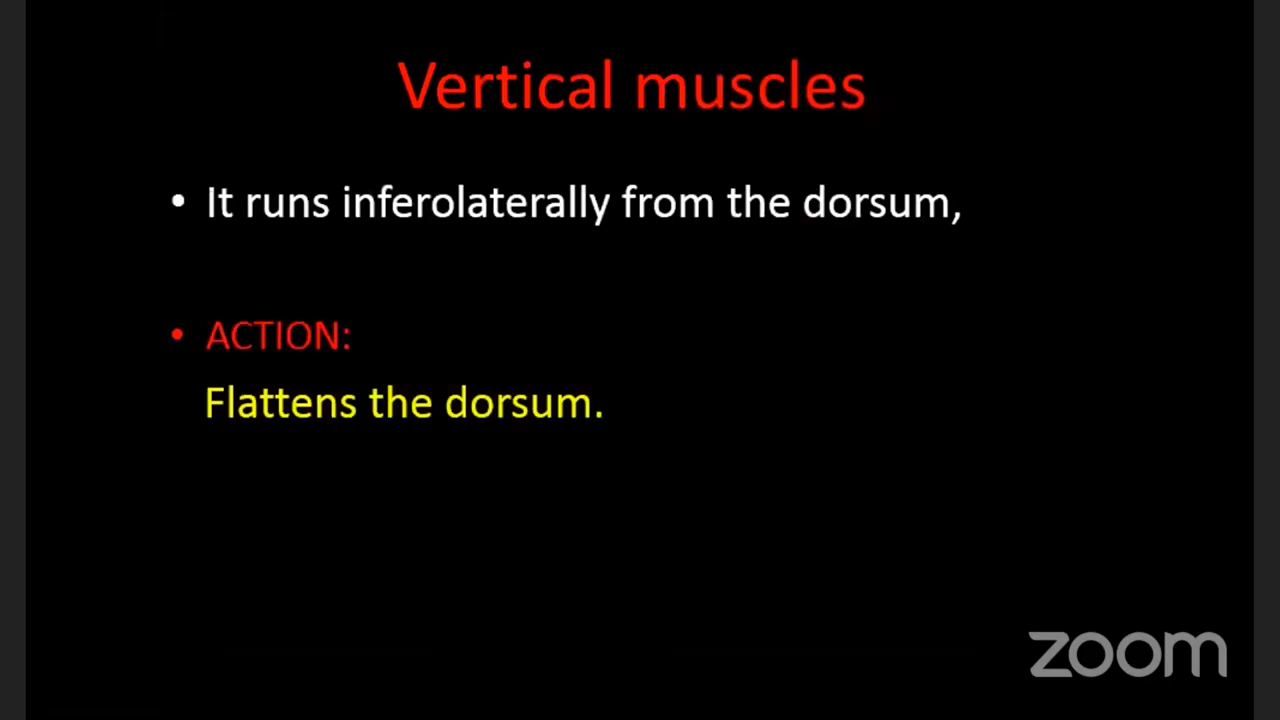 Vertical muscles
• It runs inferolaterally from the dorsum,
• ACTION:
Flattens the dorsum.
zoom